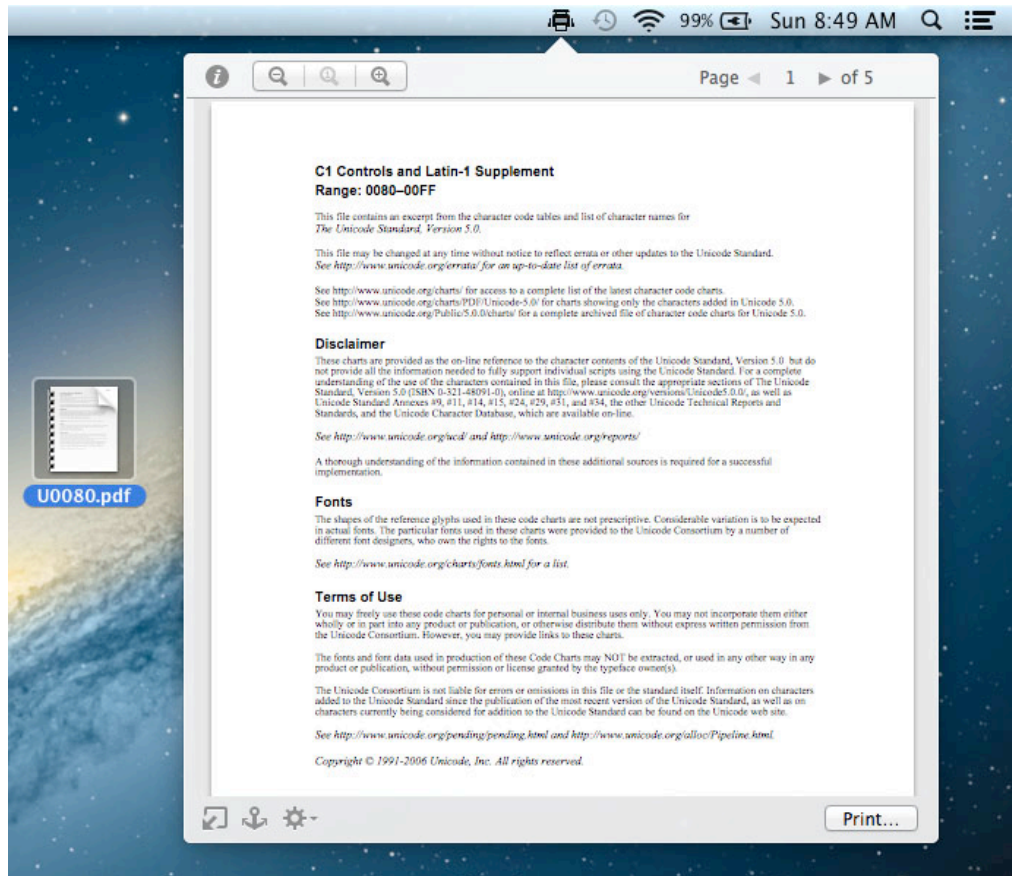 99% Sun 8:49 AM
Page 1 of 5
C1 Controls and Latin-1 Supplement
Range: 0080–00FF
This file contains an excerpt from the character code tables and list of character names for
The Unicode Standard, Version 5.0.
This file may be changed at any time without notice to reflect errata or other updates to the Unicode Standard.
See http://www.unicode.org/errata/ for an up-to-date list of errata.
See http://www.unicode.org/charts/ for access to a complete list of the latest character code charts.
See http://www.unicode.org/charts/PDF/Unicode-5.0/ for charts showing only the characters added in Unicode 5.0.
See http://www.unicode.org/Public/5.0.0/charts/ for a complete archived file of character code charts for Unicode 5.0.
Disclaimer
These charts are provided as the on-line reference to the character contents of the Unicode Standard, Version 5.0 but do
not provide all the information needed to fully support individual scripts using the Unicode Standard. For a complete
understanding of the use of the characters contained in this file, please consult the appropriate sections of The Unicode
Standard, Version 5.0 (ISBN 0-321-48091-0), online at http://www.unicode.org/versions/Unicode5.0.0/, as well as
Unicode Standard Annexes #9, #11, #14, #15, #24, #29, #31, and #34, the other Unicode Technical Reports and
Standards, and the Unicode Character Database, which are available on-line.
See http://www.unicode.org/ucd/ and http://www.unicode.org/reports/
A thorough understanding of the information contained in these additional sources is required for a successful
implementation.
U0080.pdf
Fonts
The shapes of the reference glyphs used in these code charts are not prescriptive. Considerable variation is to be expected
in actual fonts. The particular fonts used in these charts were provided to the Unicode Consortium by a number of
different font designers, who own the rights to the fonts.
See http://www.unicode.org/charts/fonts.html for a list.
Terms of Use
You may freely use these code charts for personal or internal business uses only. You may not incorporate them either
wholly or in part into any product or publication, or otherwise distribute them without express written permission from
the Unicode Consortium. However, you may provide links to these charts.
The fonts and font data used in production of these Code Charts may NOT be extracted, or used in any other way in any
product or publication, without permission or license granted by the typeface owner(s).
The Unicode Consortium is not liable for errors or omissions in this file or the standard itself. Information on characters
added to the Unicode Standard since the publication of the most recent version of the Unicode Standard, as well as on
characters currently being considered for addition to the Unicode Standard can be found on the Unicode web site.
See http://www.unicode.org/pending/pending.html and http://www.unicode.org/alloc/Pipeline.html.
Copyright © 1991-2006 Unicode, Inc. All rights reserved.
Print...